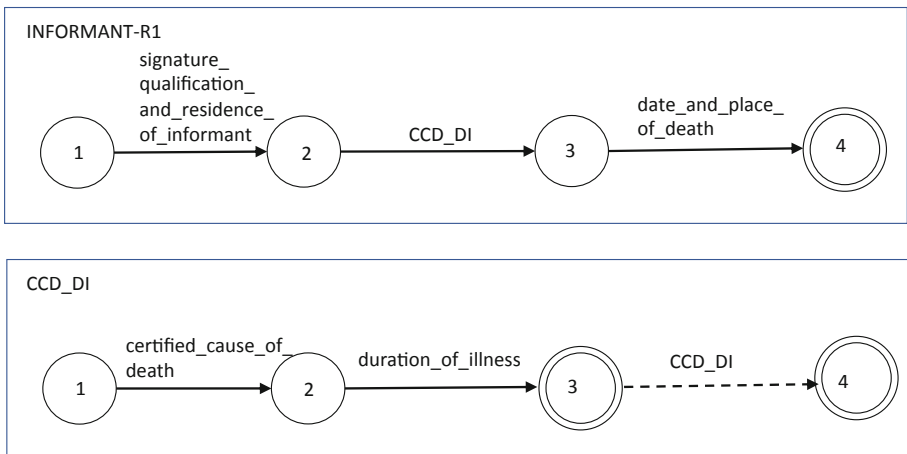 INFORMANT-R1
signature_
qualification_
and_residence_
of_informant
CCD_DI
date_and_place_
of_death
1
2
3
4
CCD_DI
certified_cause_of_
death
duration_of_illness
CCD_DI
1
2
3
4